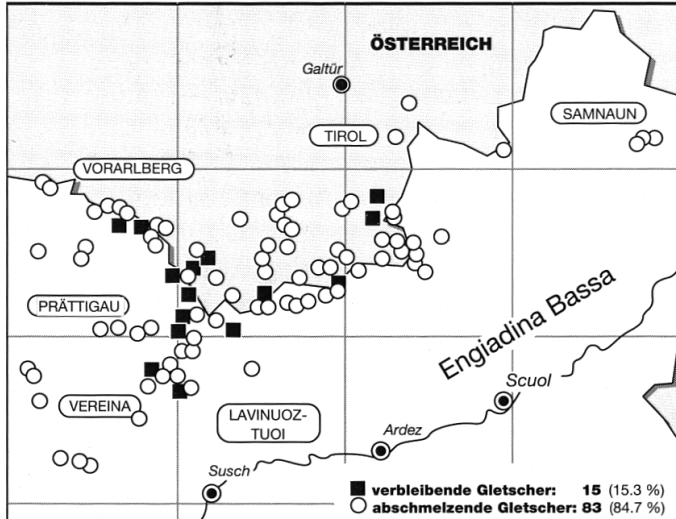 ÖSTERREICH
Galtür
SAMNAUN
TIROL
VORARLBERG
PRÄTTIGAU
Engiadina Bassa
Scuol
VEREINA
LAVINUOZ-
TUOI
Ardez
Susch
verbleibende Gletscher: 15 (15.3 %)
abschmelzende Gletscher: 83 (84.7 %)